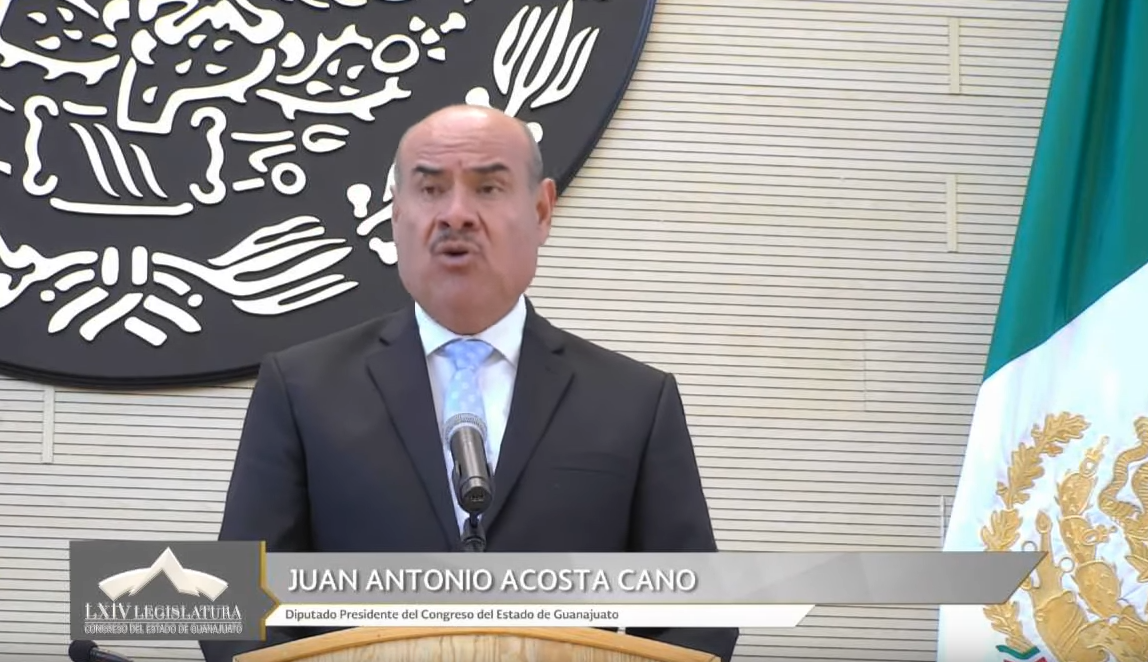 JUAN ANTONIO ACOSTA CANO
Diputado Presidente del Congreso del Estado de Guanajuato
LXIV LEGISLATURA
CONGRESO DEL ESTADO DE GUANAJUATO